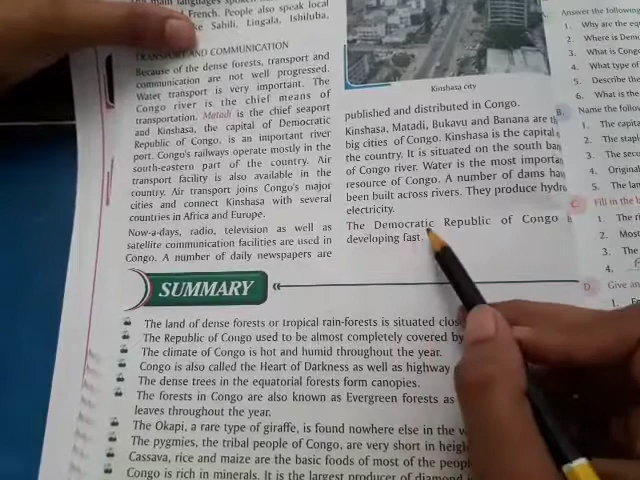 main languages spoken
French. People also speak local
Sahili, Lingala, Itshiluba,
TRANSPORT AND COMMUNICATION
Because of the dense forests, transport and
communication are not well progressed.
Water transport is very important. The
Congo river is the chief means of
transportation. Matadi is the chief seaport
and Kinshasa, the capital of Democratic
Republic of Congo, is an important river
port. Congo's railways operate mostly in the
south-eastern part of the country. Air
transport facility is also available in the
country. Air transport joins Congo's major
cities and connect Kinshasa with several
countries in Africa and Europe.
Now-a-days, radio, television as well as
satellite communication facilities are used in
Congo. A number of daily newspapers are
Kinshasa city
published and distributed in Congo.
Kinshasa, Matadi, Bukavu and Banana are th
big cities of Congo. Kinshasa is the capital
the country. It is situated on the south ban
of Congo river. Water is the most importan
resource of Congo. A number of dams hav
been built across rivers. They produce hydro
electricity.
The Democratic Republic of Congo
developing fast.
SUMMARY
The land of dense forests or tropical rain-forests is situated clos
The Republic of Congo used to be almost completely covered by
The climate of Congo is hot and humid throughout the year.
Congo is also called the Heart of Darkness as well as highway
The dense trees in the equatorial forests form canopies.
The forests in Congo are also known as Evergreen forests as
leaves throughout the year.
The Okapi, a rare type of giraffe, is found nowhere else in the w
The pygmies, the tribal people of Congo, are very short in heigh
Cassava, rice and maize are the basic foods of most of the peop
Congo is rich in minerals. It is the largest producer of diamond
Answer the following
1. Why are the eq
2. Where is Dem
3. What is Congo
4. What type of
5. Describe the
6. What is the
B. Name the follow
1. The capita
2. The stapl
3. The seco
4. Original
5. The lan
C. Fill in the b
1. The ri
2. Most
3. The
4.
D. Give an
1.